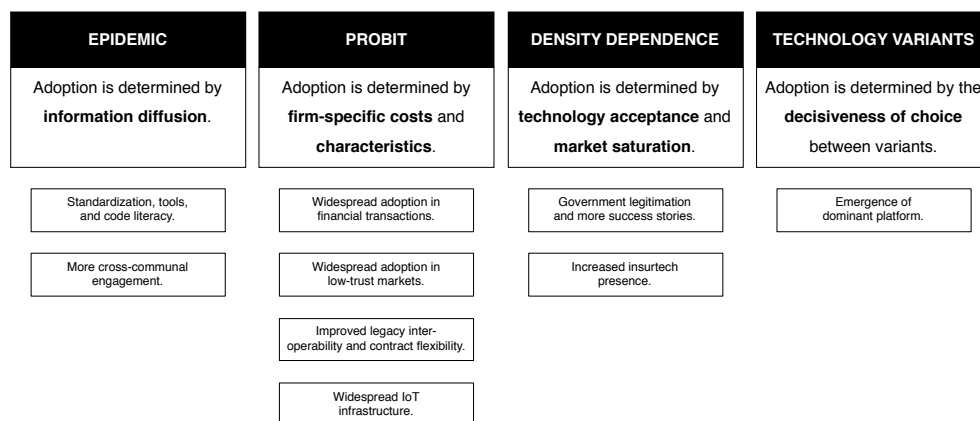 EPIDEMIC
Adoption is determined by
information diffusion.
Standardization, tools,
and code literacy.
More cross-communal
engagement.
PROBIT
Adoption is determined by
firm-specific costs and
characteristics.
Widespread adoption in
financial transactions.
Widespread adoption in
low-trust markets.
Improved legacy inter-
operability and contract flexibility.
Widespread IoT
infrastructure.
DENSITY DEPENDENCE
Adoption is determined by
technology acceptance and
market saturation.
Government legitimation
and more success stories.
Increased insurtech
presence.
TECHNOLOGY VARIANTS
Adoption is determined by the
decisiveness of choice
between variants.
Emergence of
dominant platform.